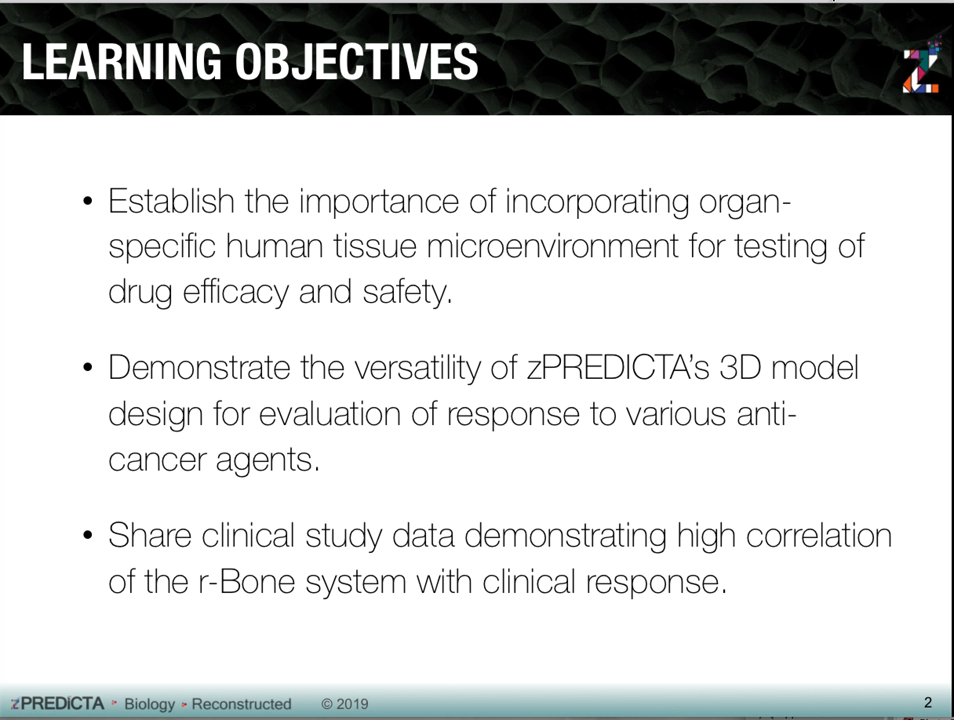 LEARNING OBJECTIVES
• Establish the importance of incorporating organ-
specific human tissue microenvironment for testing of
drug efficacy and safety.
• Demonstrate the versatility of zPREDICTA's 3D model
design for evaluation of response to various anti-
cancer agents.
• Share clinical study data demonstrating high correlation
of the r-Bone system with clinical response.
zPREDiCTA Biology Reconstructed © 2019
2